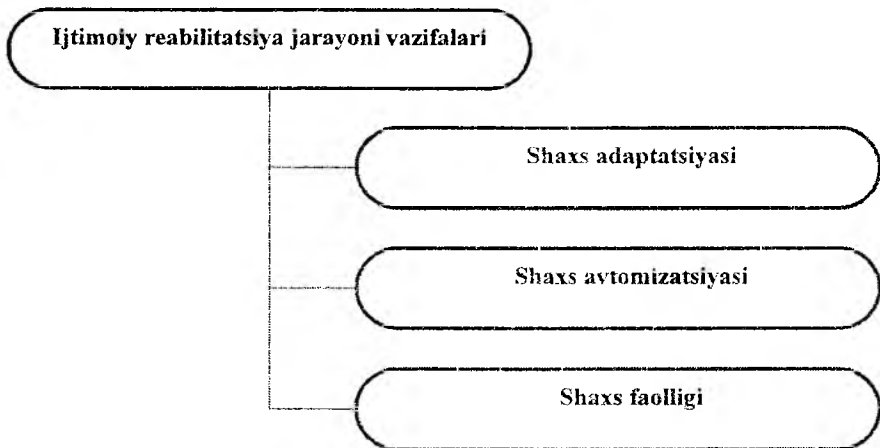 Ijtimoiy reabilitatsiya jarayoni vazifalari
Shaxs adaptatsiyasi
Shaxs avtomizatsiyasi
Shaxs faolligi